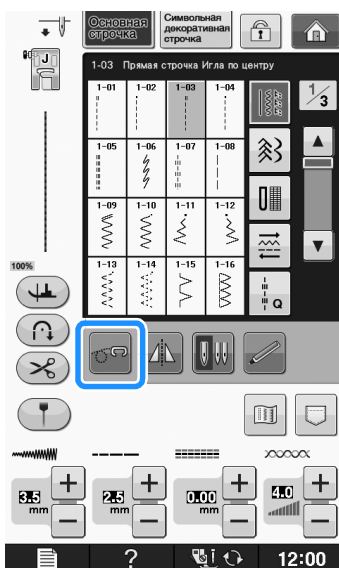 Основная строчка
Символьная декоративная строчка
J
1-03 Прямая строчка Игла по центру
1-01 1-02 1-03 1-04
1/3
1-05 1-06 1-07 1-08
1-09 1-10 1-11 1-12
1-13 1-14 1-15 1-16
Q
100%
3.5 mm
2.5 mm
0.00 mm
4.0
? i 12:00